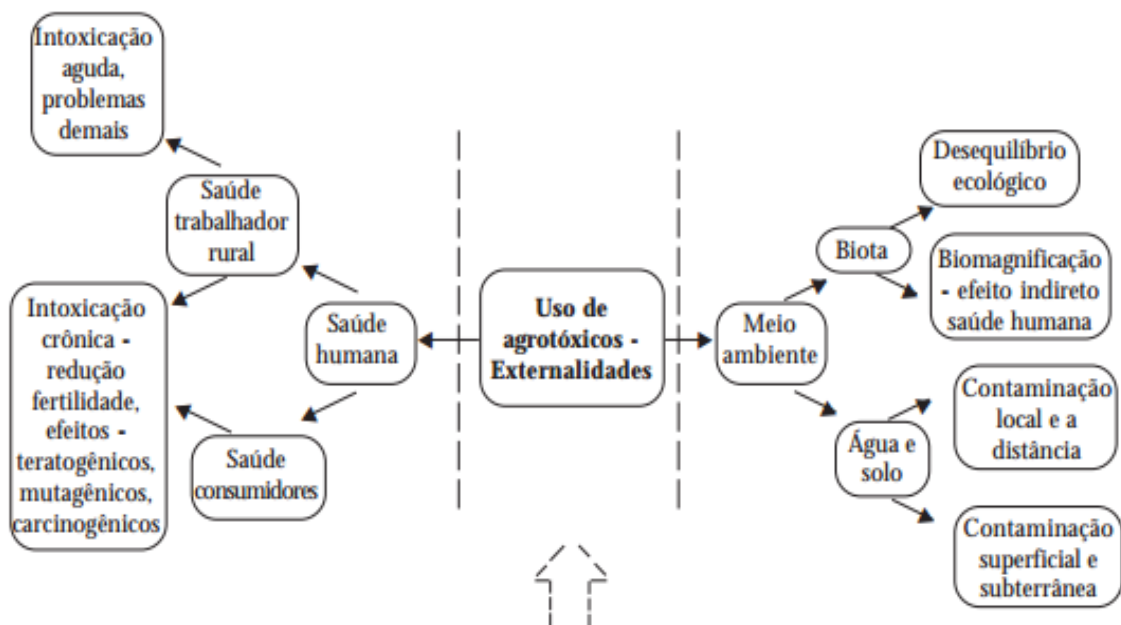 Intoxicação
aguda,
problemas
demais
Saúde
trabalhador
rural
Intoxicação
crônica -
redução
fertilidade,
efeitos -
teratogênicos,
mutagênicos,
carcinogênicos
Saúde
humana
Saúde
consumidores
Uso de
agrotóxicos -
Externalidades
Meio
ambiente
Biota
Desequilíbrio
ecológico
Biomagnificação
- efeito indireto
saúde humana
Água e
solo
Contaminação
local e a
distância
Contaminação
superficial e
subterrânea